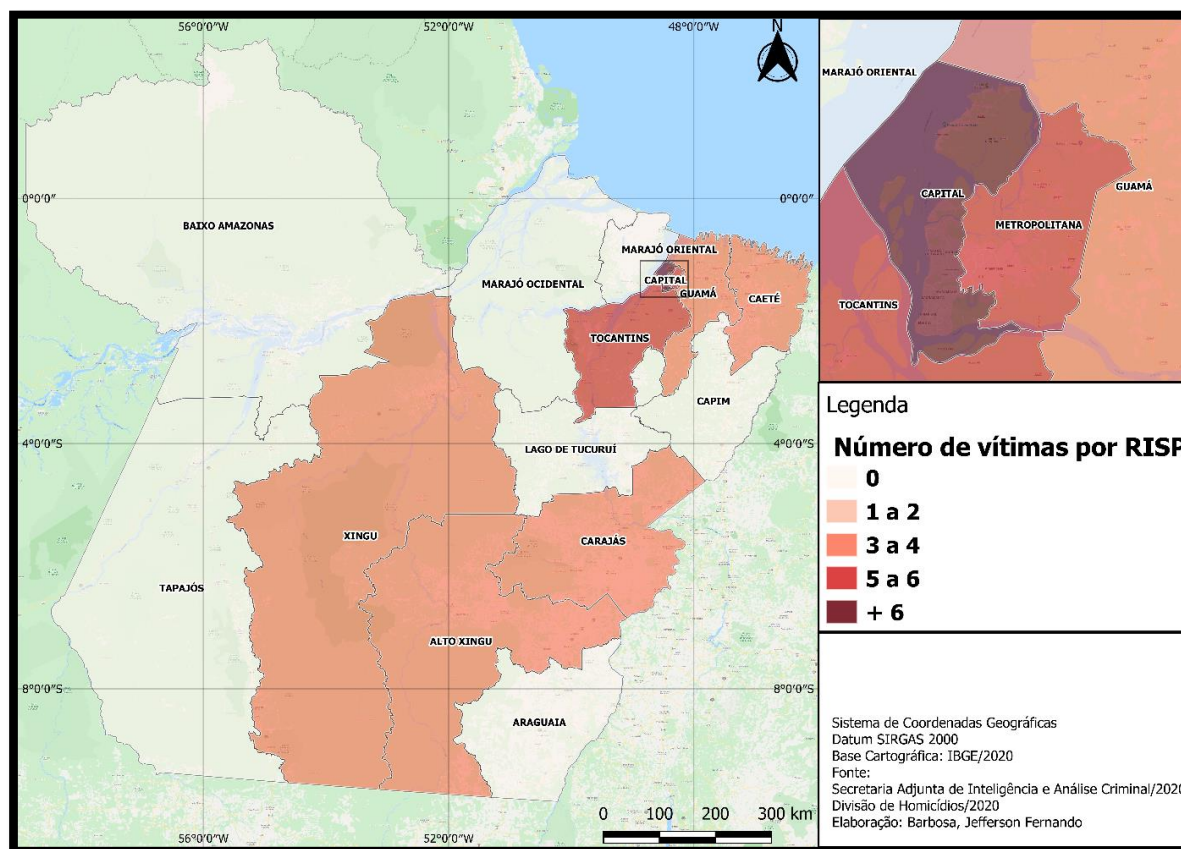 56°0'0"W 52°0'0"W 48°0'0"W
N
0°0'0" 0°0'0"
BAIXO AMAZONAS
MARAJÓ ORIENTAL
MARAJÓ OCIDENTAL
CAPITAL
GUAMÁ
CAETÉ
TOCANTINS
CAPIM
4°0'0"S 4°0'0"S
LAGO DE TUCURUÍ
XINGU
CARAJÁS
TAPAJÓS
ALTO XINGU
8°0'0"S 8°0'0"S
ARAGUAIA
56°0'0"W 52°0'0"W
0 100 200 300 km
MARAJÓ ORIENTAL
CAPITAL
GUAMÁ
METROPOLITANA
TOCANTINS
Legenda
Número de vítimas por RISP
0
1 a 2
3 a 4
5 a 6
+ 6
Sistema de Coordenadas Geográficas
Datum SIRGAS 2000
Base Cartográfica: IBGE/2020
Fonte:
Secretaria Adjunta de Inteligência e Análise Criminal/2020
Divisão de Homicídios/2020
Elaboração: Barbosa, Jefferson Fernando